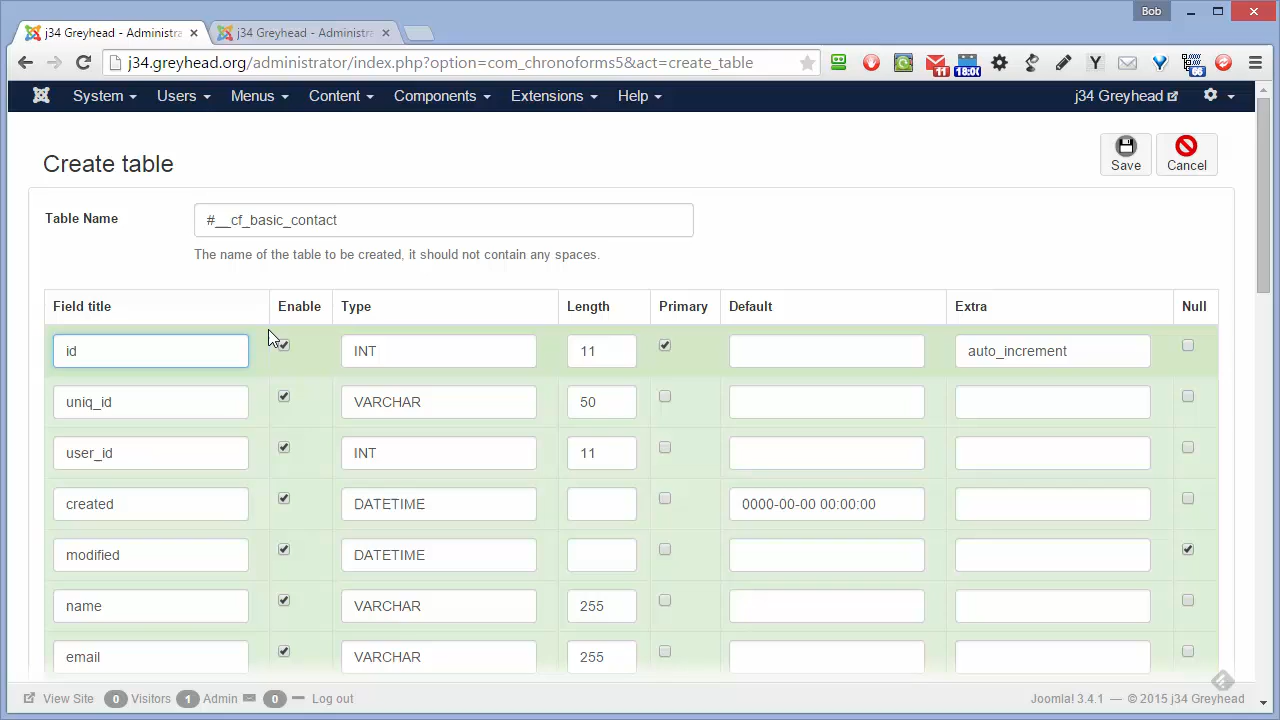 Bob
j34 Greyhead - Administra ×
j34 Greyhead - Administra ×
j34.greyhead.org/administrator/index.php?option=com_chronoforms5&act=create_table
11
18:00
Y
66
System Users Menus Content Components Extensions Help j34 Greyhead
Create table
Save
Cancel
Table Name
#__cf_basic_contact
The name of the table to be created, it should not contain any spaces.
Field title Enable Type Length Primary Default Extra Null
id INT 11 auto_increment
uniq_id VARCHAR 50
user_id INT 11
created DATETIME 0000-00-00 00:00:00
modified DATETIME
name VARCHAR 255
email VARCHAR 255
View Site 0 Visitors 1 Admin 0 Log out
Joomla! 3.4.1 — © 2015 j34 Greyhead